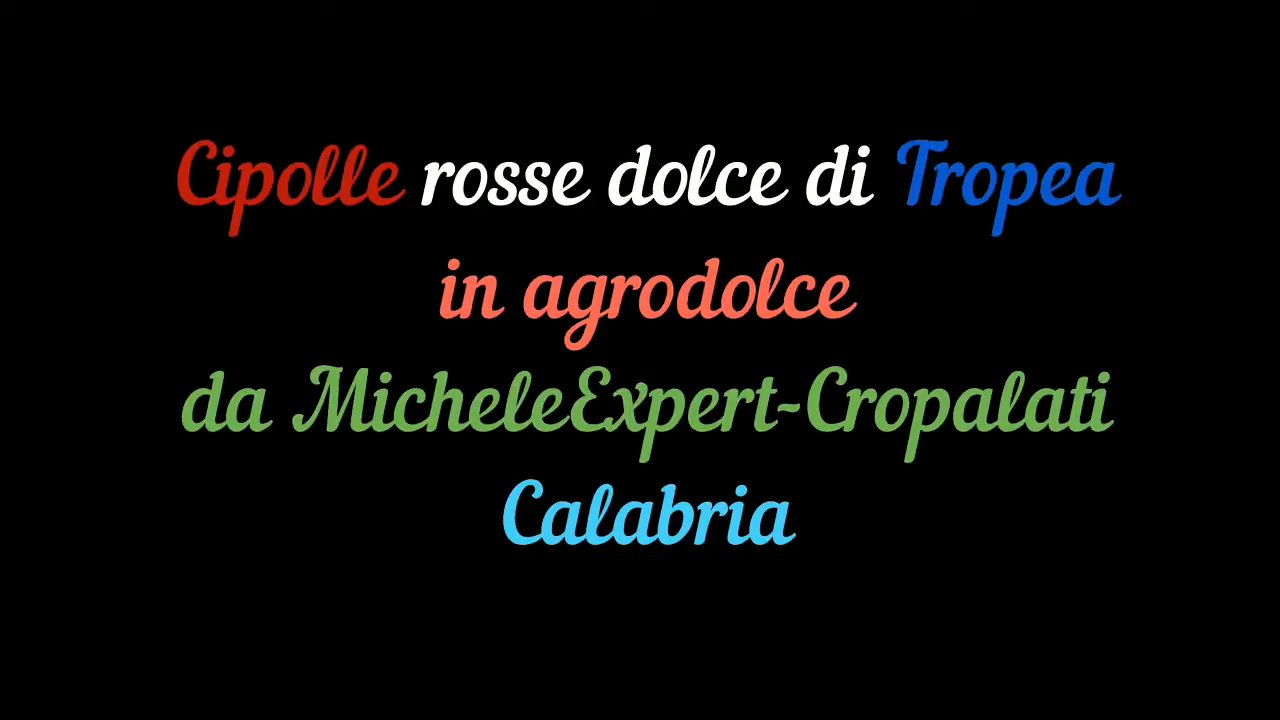 Cipolle rosse dolce di Tropea
in agrodolce
da MicheleExpert-Cropalati
Calabria